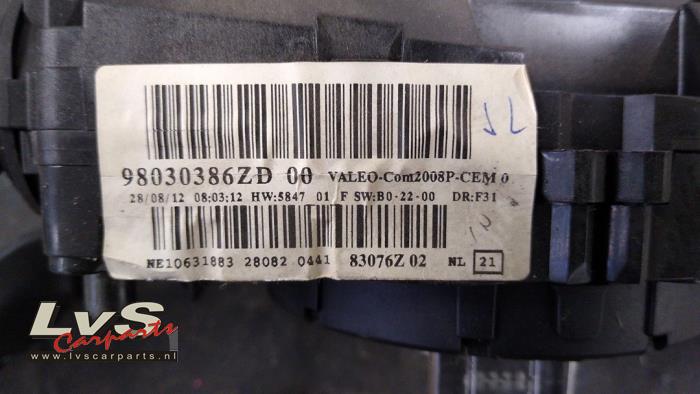 98030386ZD 00 VALEO-Com2008P-CEM 0
28/08/12 08:03:12 HW:5847 01 F SW:B0-22-00 DR:F31
NE10631883 28082 0441 83076Z 02 NL 21
LvS
Carparts
www.lvscarparts.nl